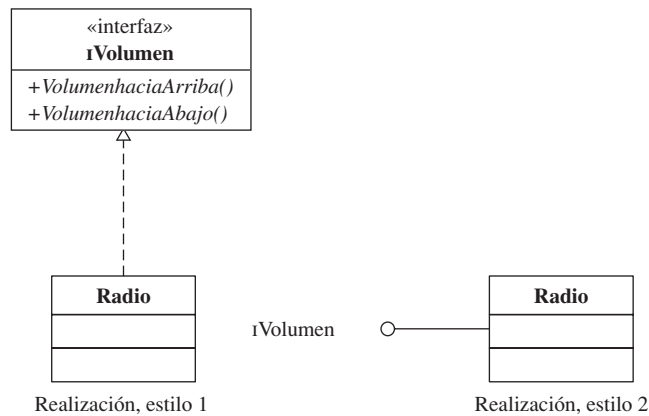 «interfaz»
IVolumen
+VolumenhaciaArriba()
+VolumenhaciaAbajo()
Radio
IVolumen
Radio
Realización, estilo 1
Realización, estilo 2